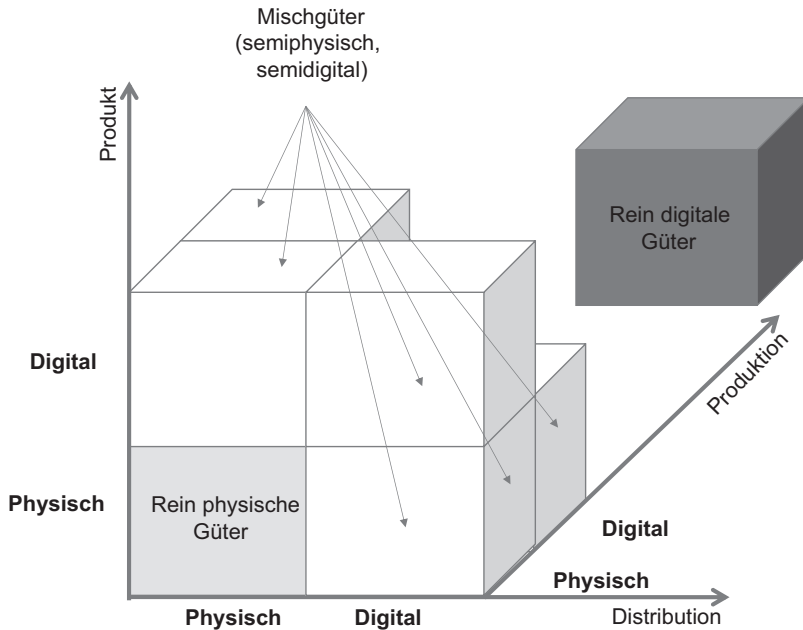 Mischgüter
(semiphysisch,
semidigital)
Produkt
Rein digitale
Güter
Digital
Produktion
Physisch
Rein physische
Güter
Digital
Physisch
Physisch
Digital
Distribution